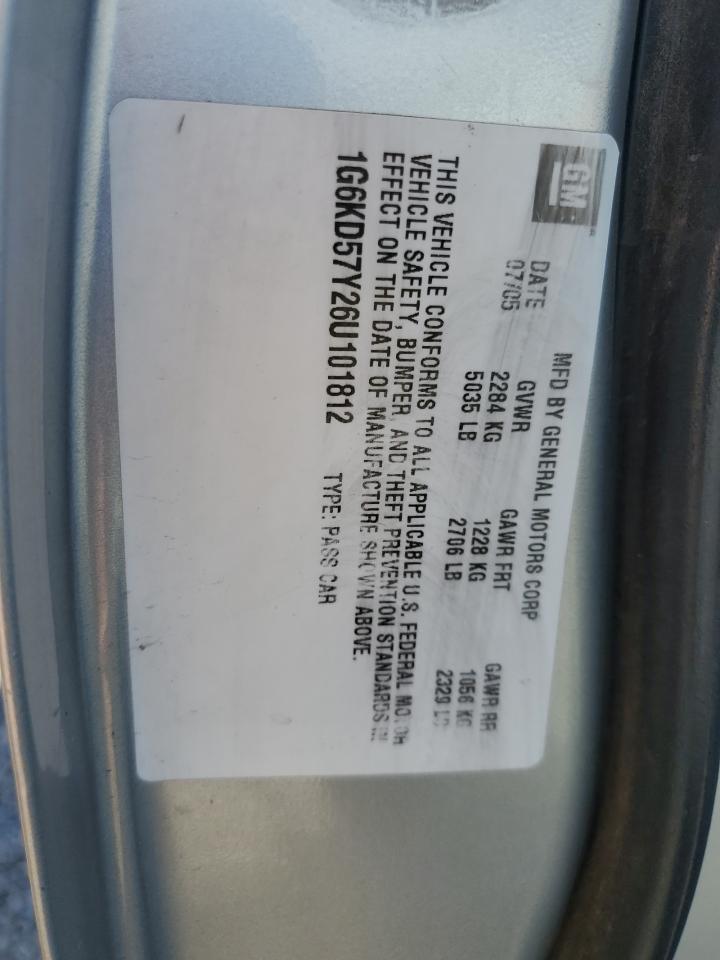 GM
MFD BY GENERAL MOTORS CORP
DATE GVWR GAWR FRT GAWR RR
07/05 2284 KG 1228 KG 1056 KG
5035 LB 2706 LB 2329 LB
THIS VEHICLE CONFORMS TO ALL APPLICABLE U.S. FEDERAL MOTOR
VEHICLE SAFETY, BUMPER, AND THEFT PREVENTION STANDARDS IN
EFFECT ON THE DATE OF MANUFACTURE SHOWN ABOVE.
1G6KD57Y26U101812 TYPE: PASS CAR